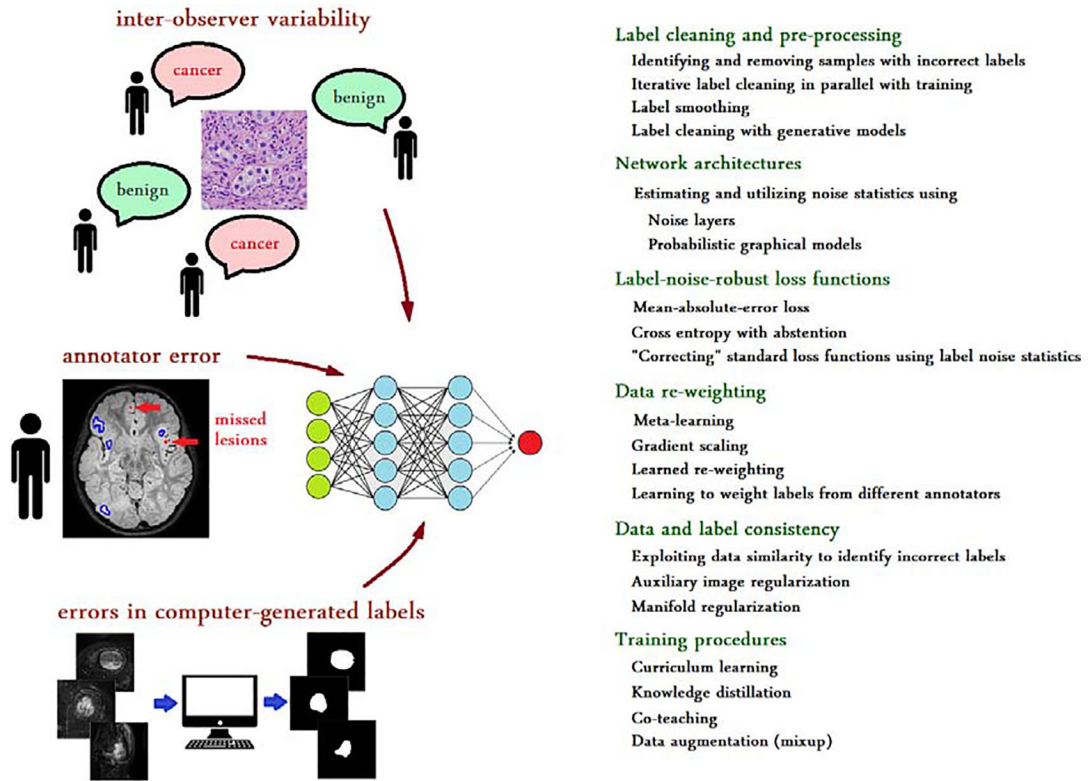 inter-observer variability
cancer
benign
benign
cancer
annotator error
missed
lesions
errors in computer-generated labels
Label cleaning and pre-processing
Identifying and removing samples with incorrect labels
Iterative label cleaning in parallel with training
Label smoothing
Label cleaning with generative models
Network architectures
Estimating and utilizing noise statistics using
Noise layers
Probabilistic graphical models
Label-noise-robust loss functions
Mean-absolute-error loss
Cross entropy with abstention
"Correcting" standard loss functions using label noise statistics
Data re-weighting
Meta-learning
Gradient scaling
Learned re-weighting
Learning to weight labels from different annotators
Data and label consistency
Exploiting data similarity to identify incorrect labels
Auxiliary image regularization
Manifold regularization
Training procedures
Curriculum learning
Knowledge distillation
Co-teaching
Data augmentation (mixup)